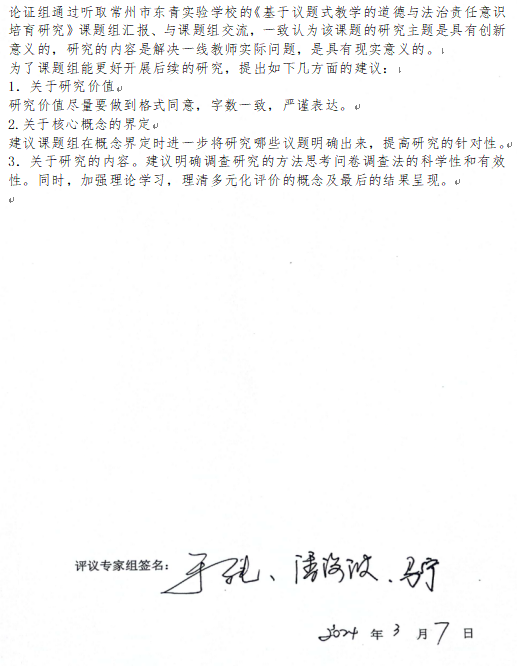 论证组通过听取常州市东青实验学校的《基于议题式教学的道德与法治责任意识
培育研究》课题组汇报、与课题组交流，一致认为该课题的研究主题是具有创新
意义的，研究的内容是解决一线教师实际问题，是具有现实意义的。
为了课题组能更好开展后续的研究，提出如下几方面的建议：
1．关于研究价值
研究价值尽量要做到格式同意，字数一致，严谨表达。
2.关于核心概念的界定
建议课题组在概念界定时进一步将研究哪些议题明确出来，提高研究的针对性。
3．关于研究的内容。建议明确调查研究的方法思考问卷调查法的科学性和有效
性。同时，加强理论学习，理清多元化评价的概念及最后的结果呈现。
评议专家组签名： 、潘海波、马宁
2024 年 3 月 7 日